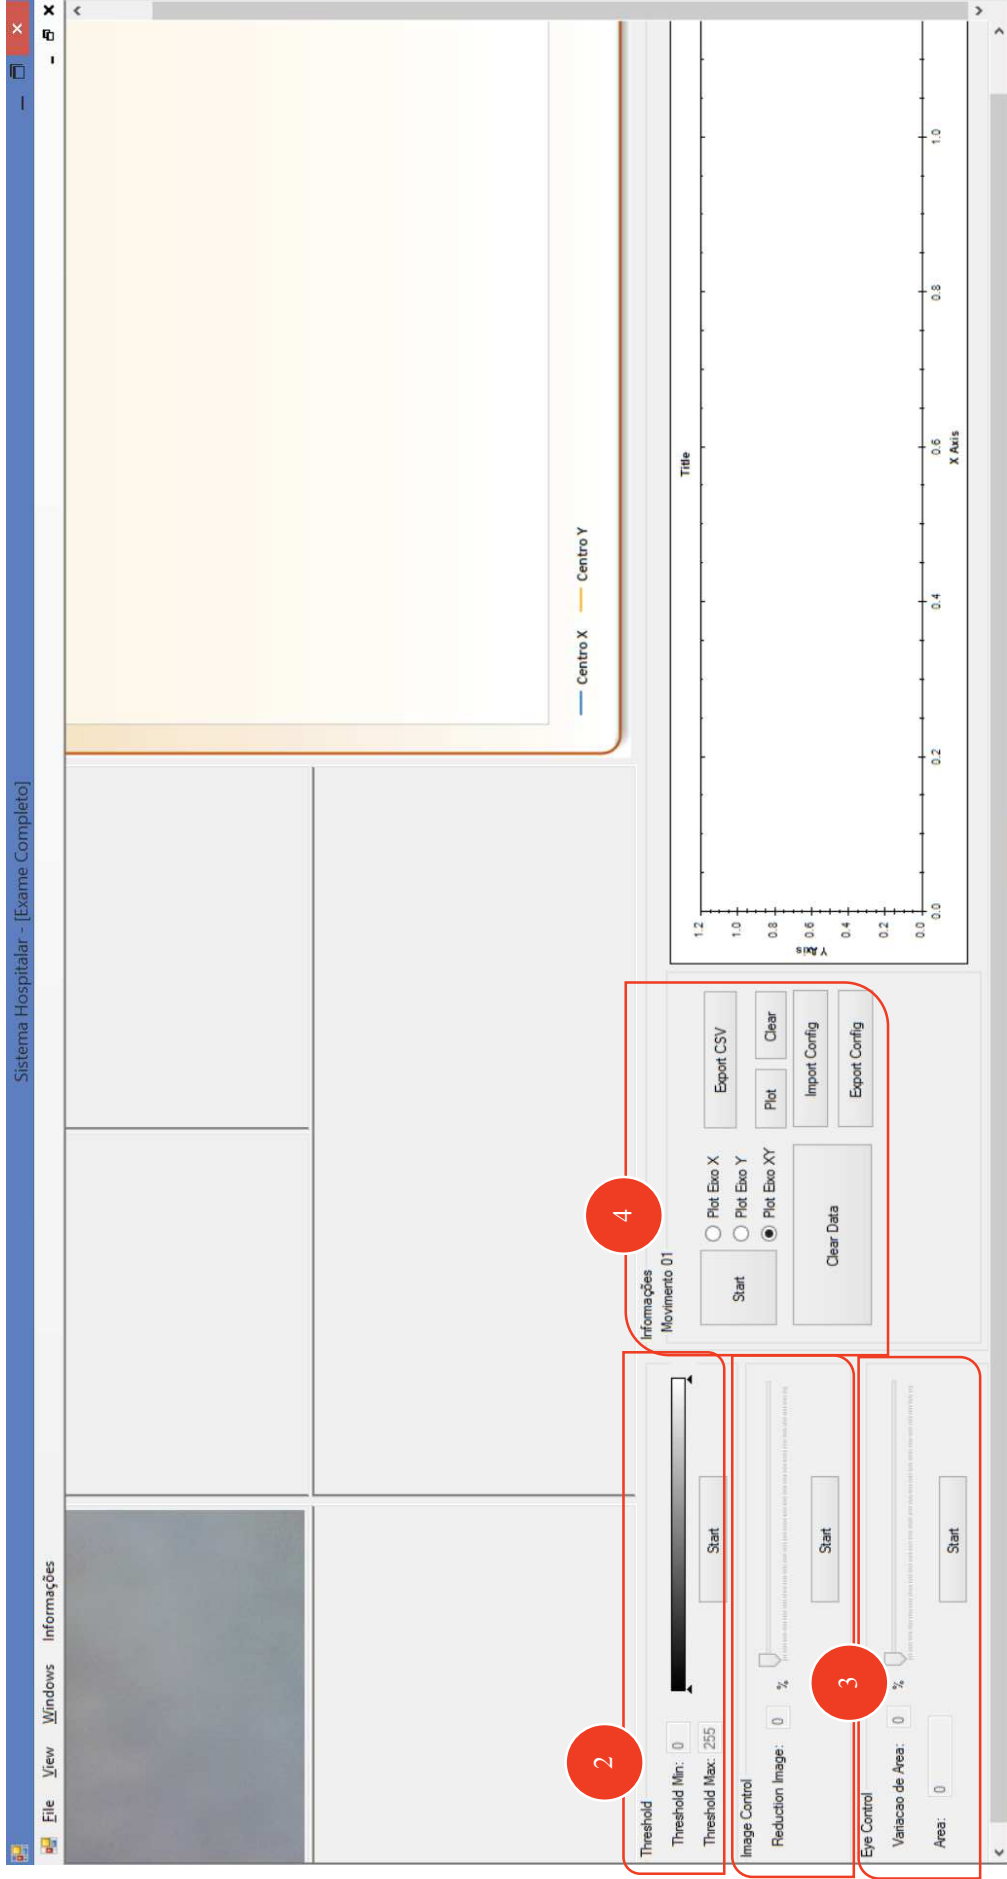 Sistema Hospitalar - [Exame Completo]
File View Windows Informações
Centro X Centro Y
2
Threshold
Threshold Min: 0
Threshold Max: 255
Start
Image Control
Reduction Image: 0 %
Start
3
Eye Control
Variacao de Area: 0 %
Area: 0
Start
4
Informações
Movimento 01
Start
Plot Eixo X
Plot Eixo Y
Plot Eixo XY
Export CSV
Plot Clear
Import Config
Export Config
Clear Data
Title
1.2
1.0
0.8
0.6
0.4
0.2
0.0
Y Axis
0.0 0.2 0.4 0.6 0.8 1.0
X Axis